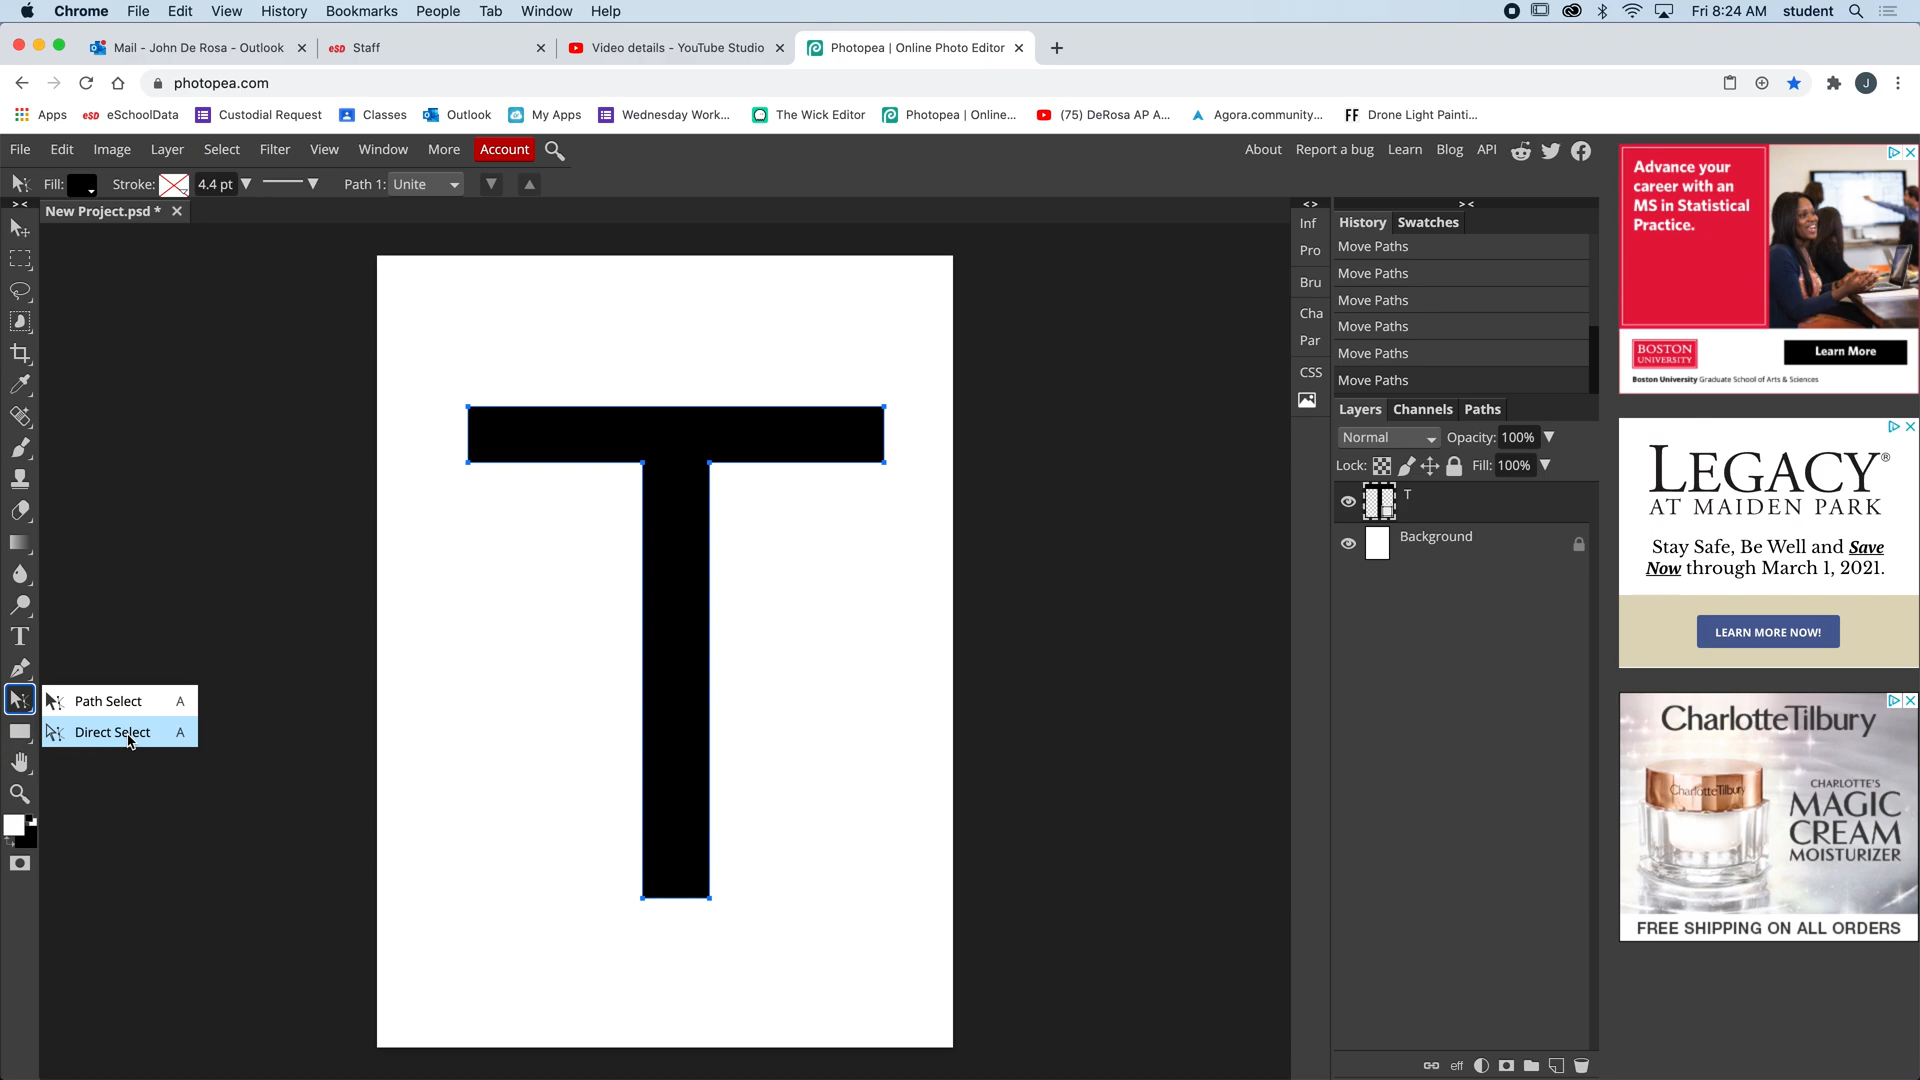 Chrome File Edit View History Bookmarks People Tab Window Help
Fri 8:24 AM student
Mail - John De Rosa - Outlook
esD Staff
Video details - YouTube Studio
Photopea | Online Photo Editor
photopea.com
J
Apps
esD eSchoolData
Custodial Request
Classes
Outlook
My Apps
Wednesday Work...
The Wick Editor
Photopea | Online...
(75) DeRosa AP A...
Agora.community...
FF Drone Light Painti...
File Edit Image Layer Select Filter View Window More Account
About Report a bug Learn Blog API
Fill: Stroke: 4.4 pt Path 1: Unite
New Project.psd *
T
Path Select A
Direct Select A
T
Inf
Pro
Bru
Cha
Par
CSS
History Swatches
Move Paths
Move Paths
Move Paths
Move Paths
Move Paths
Move Paths
Layers Channels Paths
Normal Opacity: 100%
Lock: Fill: 100%
T
Background
eff
Advance your
career with an
MS in Statistical
Practice.
BOSTON
UNIVERSITY
Learn More
Boston University Graduate School of Arts & Sciences
LEGACY®
AT MAIDEN PARK
Stay Safe, Be Well and Save
Now through March 1, 2021.
LEARN MORE NOW!
CharlotteTilbury
CharlotteTilbury
CHARLOTTE'S
MAGIC
CREAM
MOISTURIZER
FREE SHIPPING ON ALL ORDERS